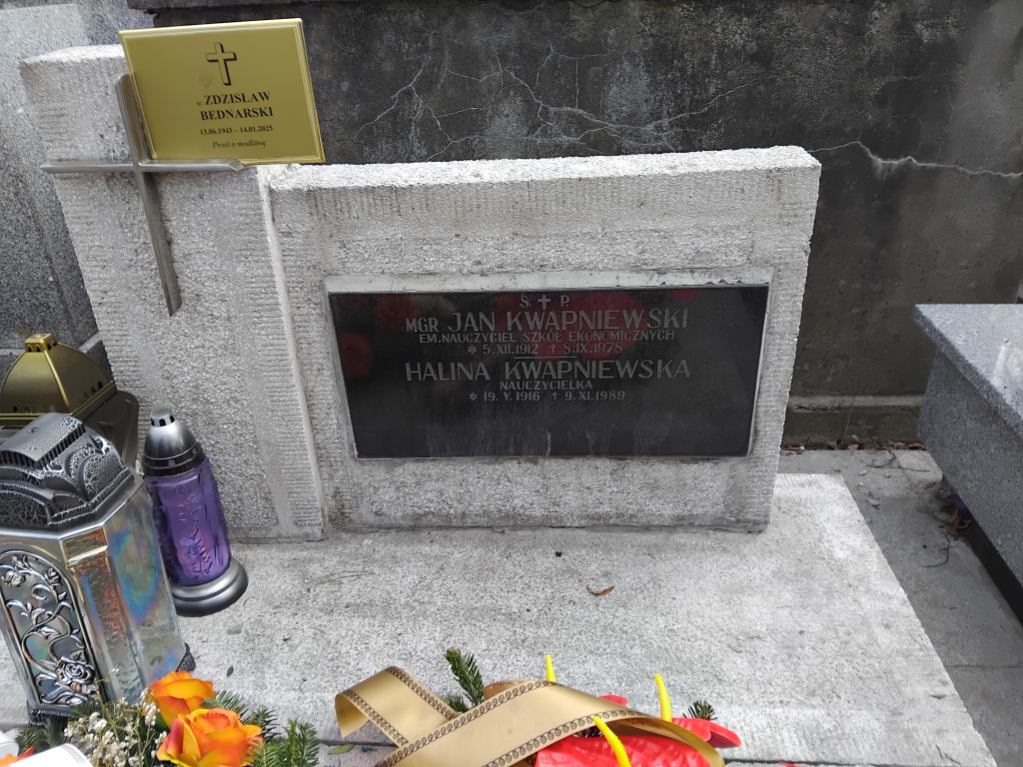 ZDZISŁAW
BEDNARSKI
13.06.1943 – 14.01.2025
Prosi o modlitwę
Ś. ✝ P.
MGR JAN KWAPNIEWSKI
EM. NAUCZYCIEL SZKÓŁ EKONOMICZNYCH
* 5. XII. 1912 ✝ 8. IX. 1978
HALINA KWAPNIEWSKA
NAUCZYCIELKA
* 19. V. 1916 ✝ 9. XI. 1989